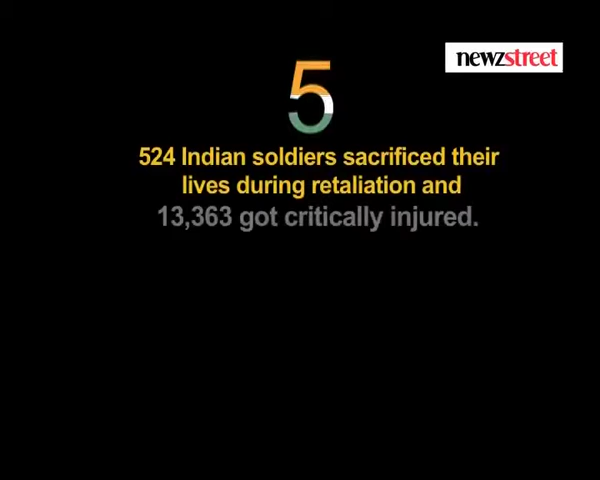 newzstreet
5
524 Indian soldiers sacrificed their
lives during retaliation and
13,363 got critically injured.